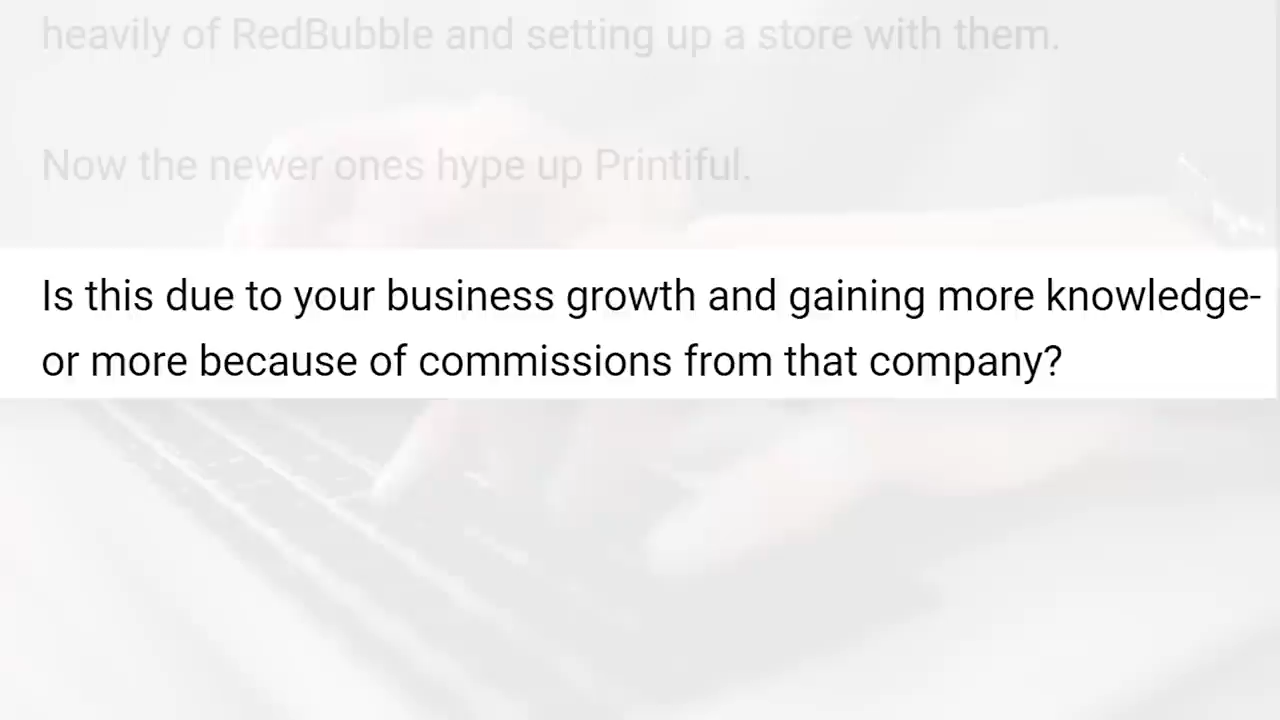 heavily of RedBubble and setting up a store with them.
Now the newer ones hype up Printiful.
Is this due to your business growth and gaining more knowledge-
or more because of commissions from that company?